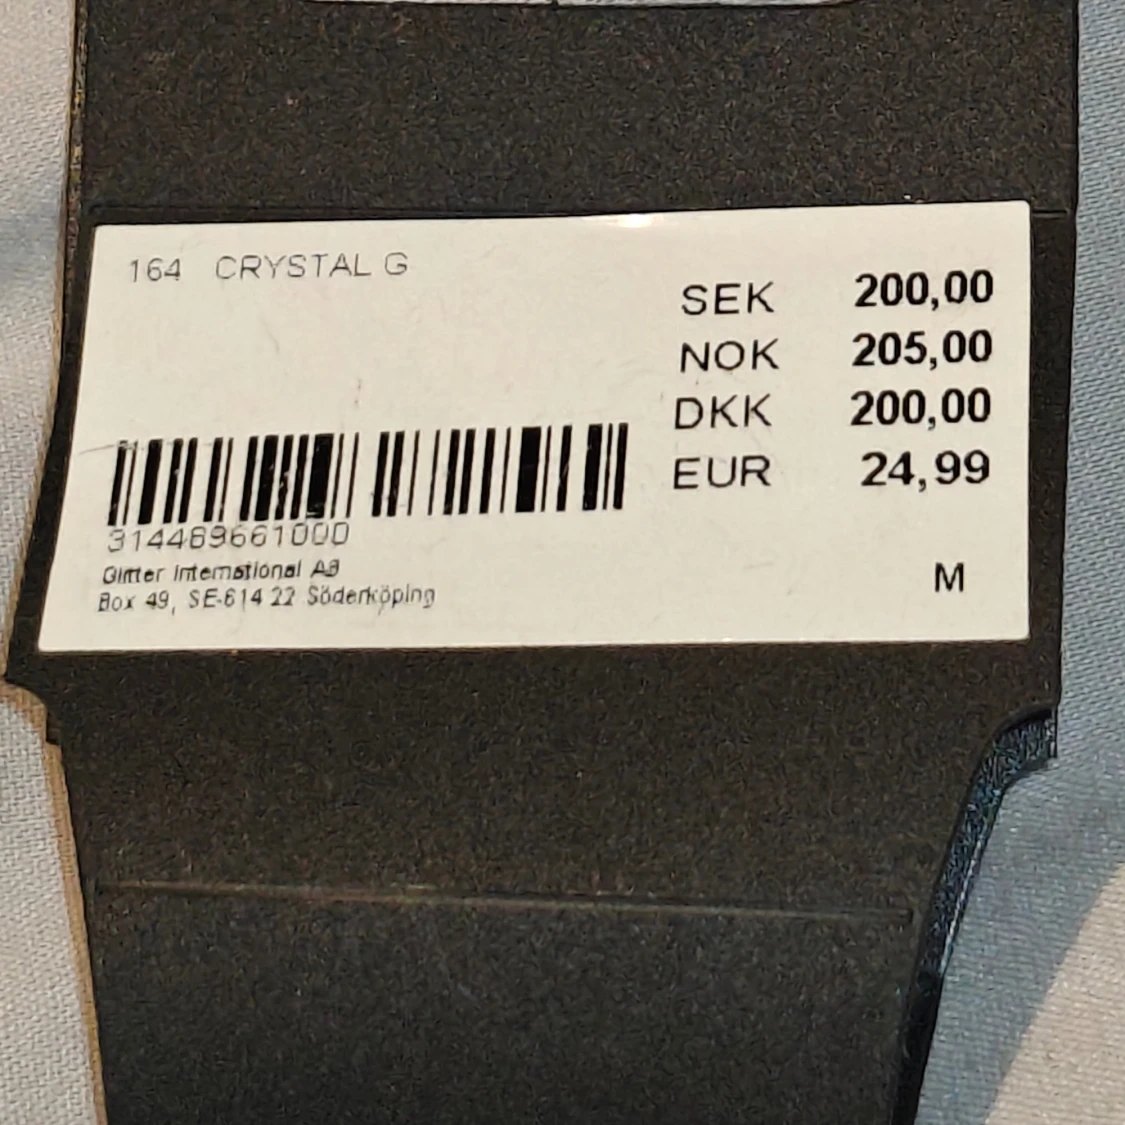 164 CRYSTAL G
SEK 200,00
NOK 205,00
DKK 200,00
EUR 24,99
314469661000
Glitter International AB
Box 49, SE-614 22 Söderköping
M